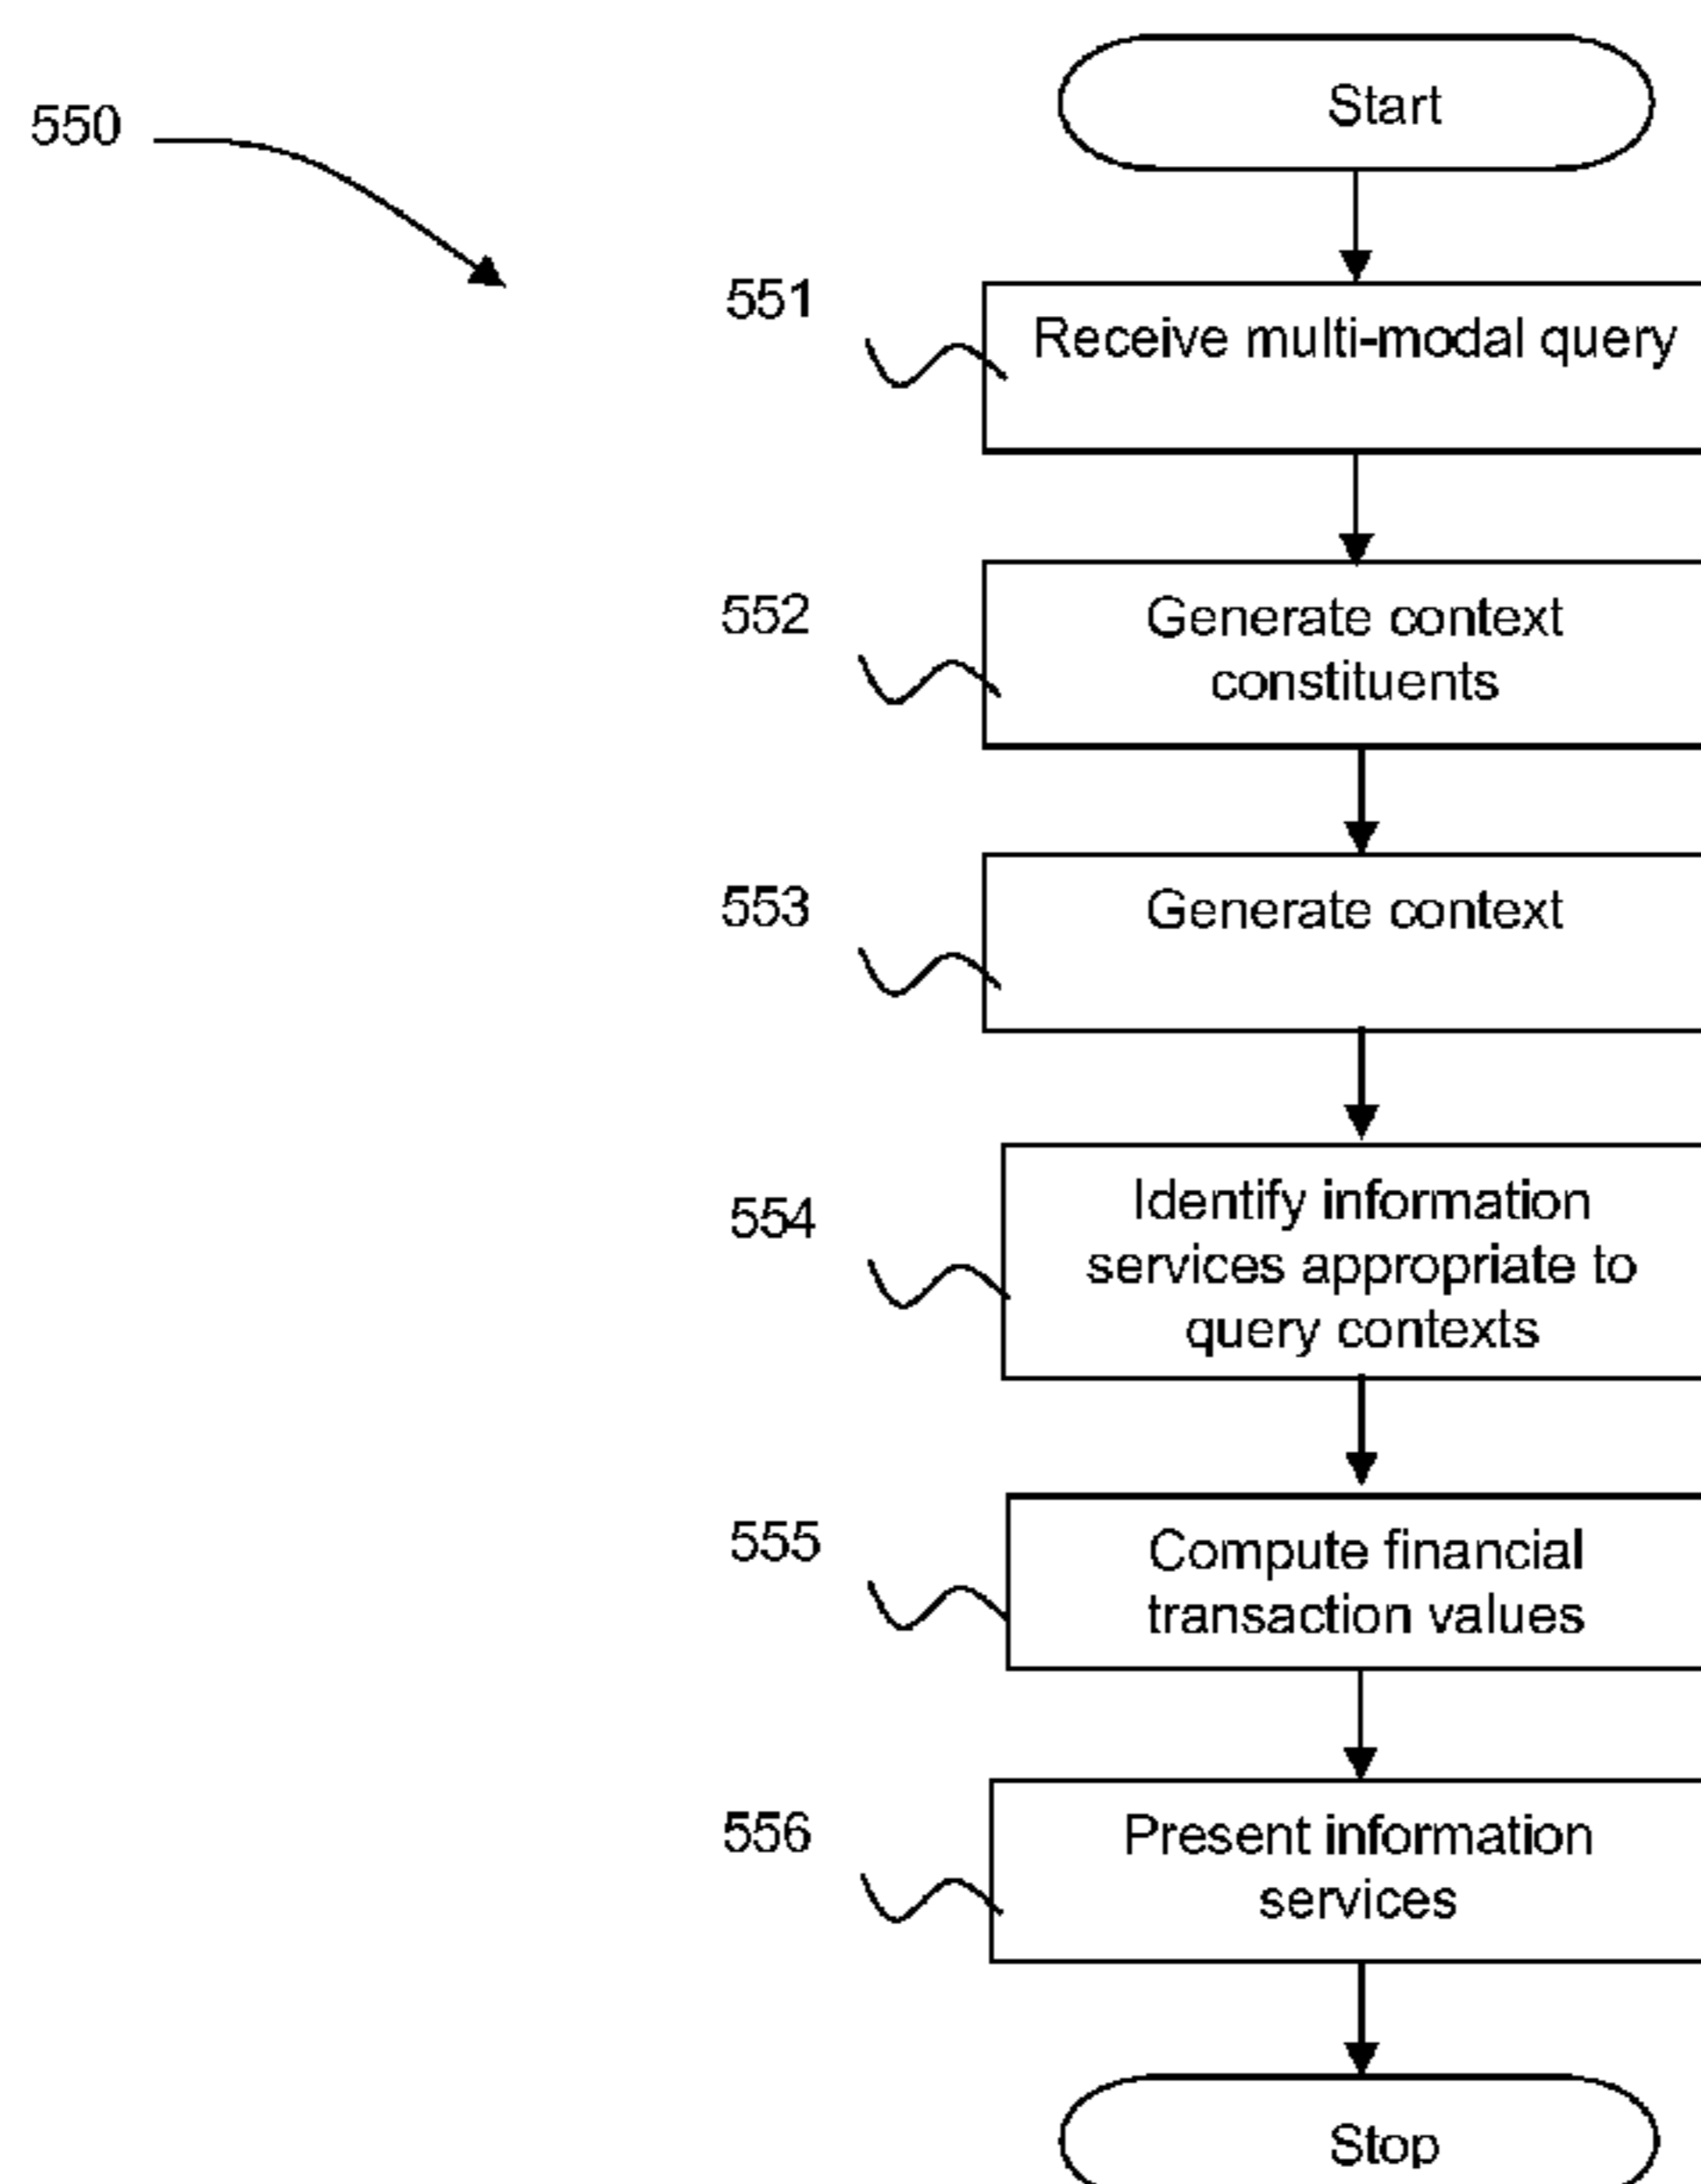 Start
550
551
Receive multi-modal query
552
Generate context
constituents
553
Generate context
554
Identify information
services appropriate to
query contexts
555
Compute financial
transaction values
556
Present information
services
Stop